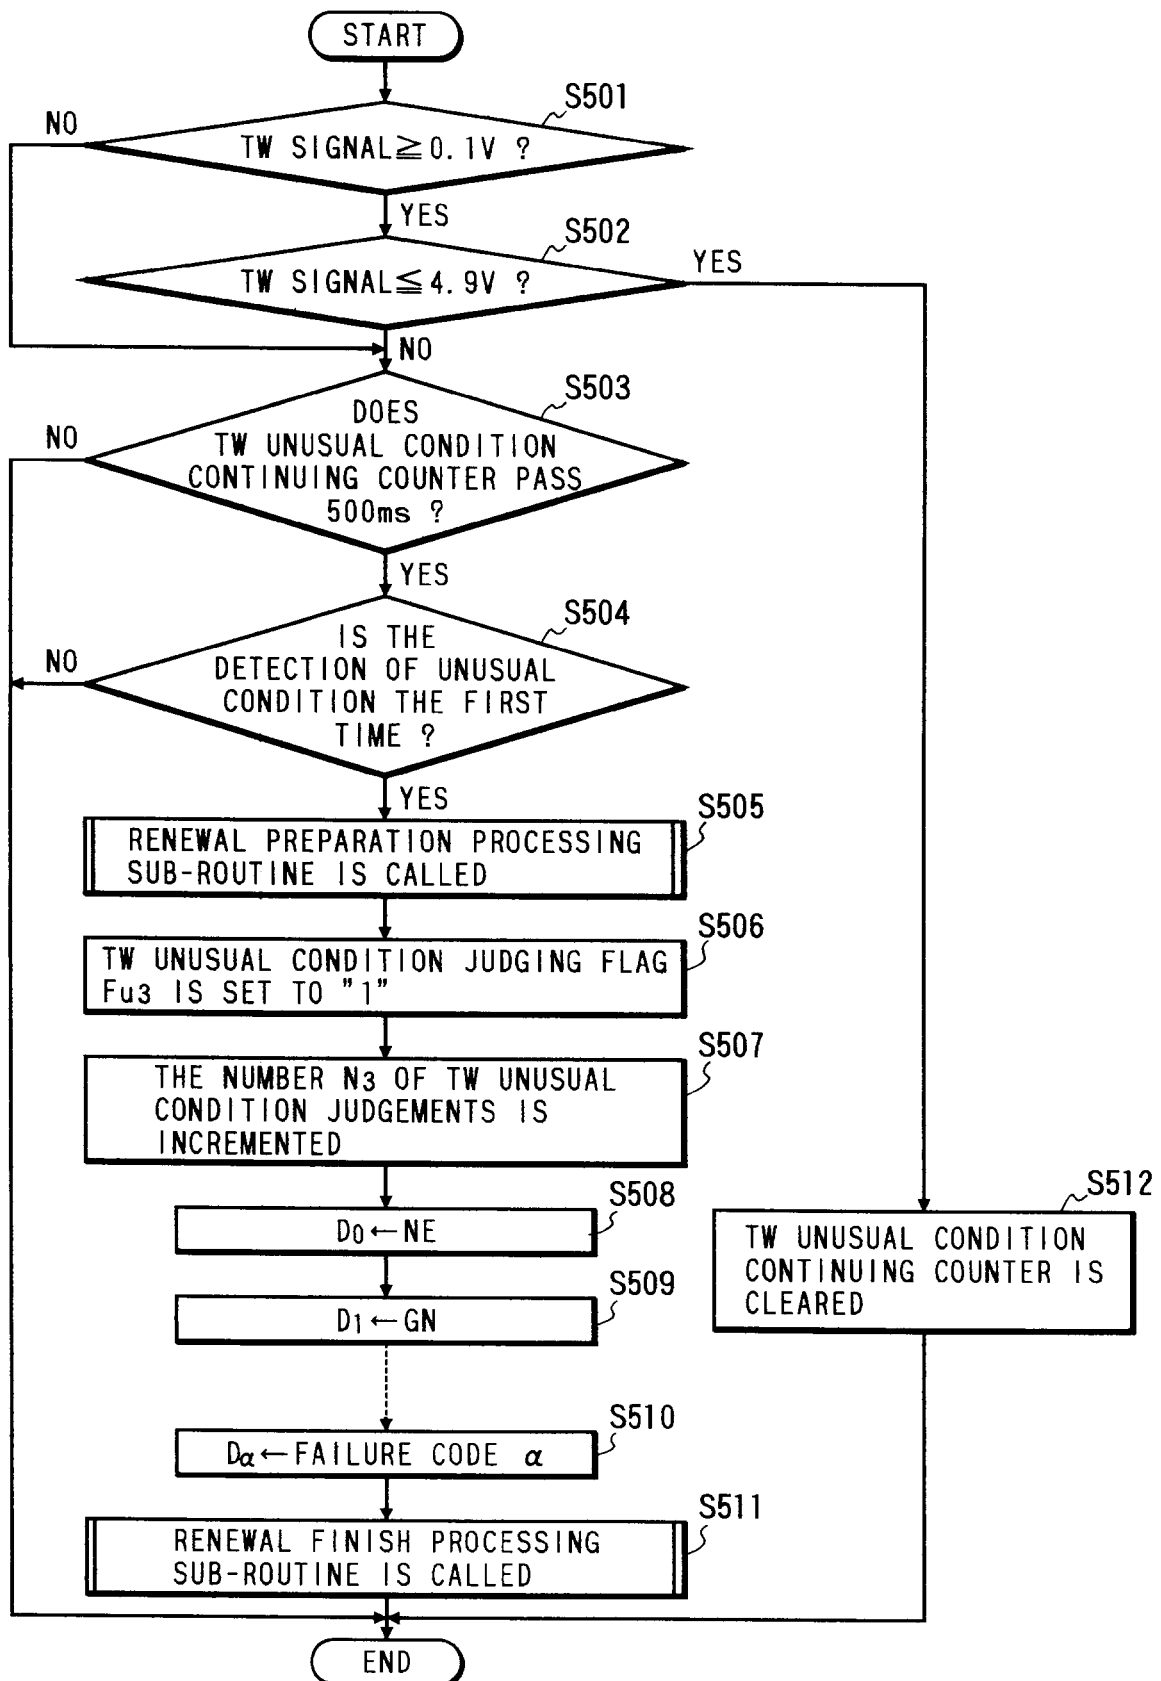 START
S501
NO
TW SIGNAL≧0.1V ?
YES
S502
YES
TW SIGNAL≦4.9V ?
NO
S503
NO
DOES
TW UNUSUAL CONDITION
CONTINUING COUNTER PASS
500ms ?
YES
S504
NO
IS THE
DETECTION OF UNUSUAL
CONDITION THE FIRST
TIME ?
YES
S505
RENEWAL PREPARATION PROCESSING
SUB-ROUTINE IS CALLED
S506
TW UNUSUAL CONDITION JUDGING FLAG
Fu3 IS SET TO "1"
S507
THE NUMBER N3 OF TW UNUSUAL
CONDITION JUDGEMENTS IS
INCREMENTED
S508
D0←NE
S509
D1←GN
S512
TW UNUSUAL CONDITION
CONTINUING COUNTER IS
CLEARED
S510
Dα←FAILURE CODE α
S511
RENEWAL FINISH PROCESSING
SUB-ROUTINE IS CALLED
END